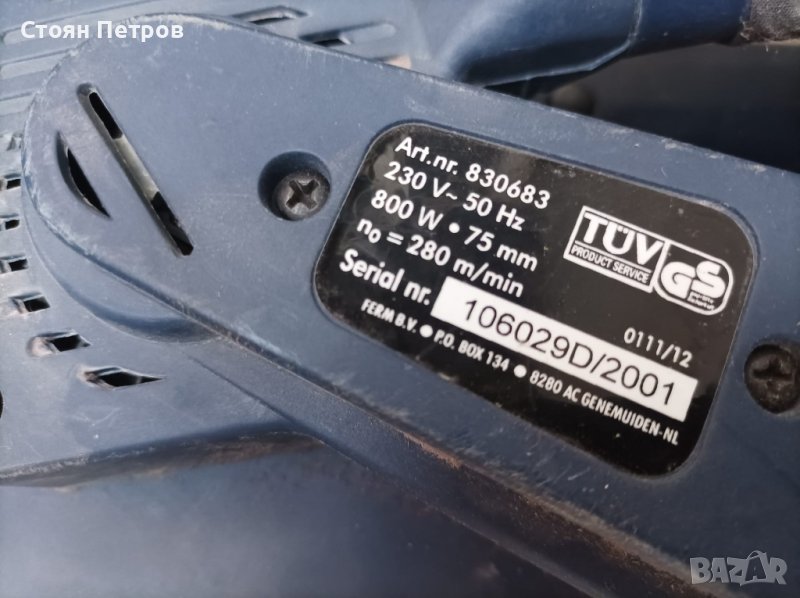 Стоян Петров
Art.nr. 830683
230 V~ 50 Hz
800 W • 75 mm
n0 = 280 m/min
Serial nr. 106029D/2001
TÜV
PRODUCT SERVICE
GS
0111/12
FERM B.V. • P.O. BOX 134 • 8280 AC GENEMUIDEN-NL
BAZAR